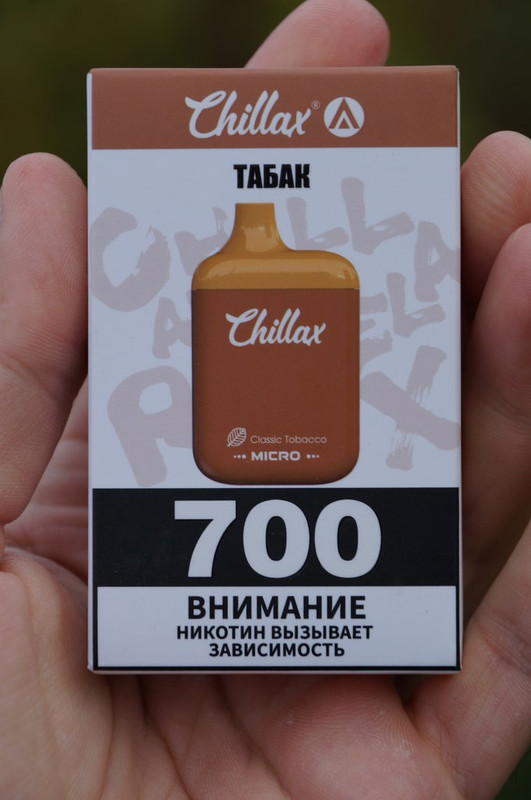 Chillax®
ТАБАК
Chillax
Classic Tobacco
MICRO
700
ВНИМАНИЕ
НИКОТИН ВЫЗЫВАЕТ
ЗАВИСИМОСТЬ